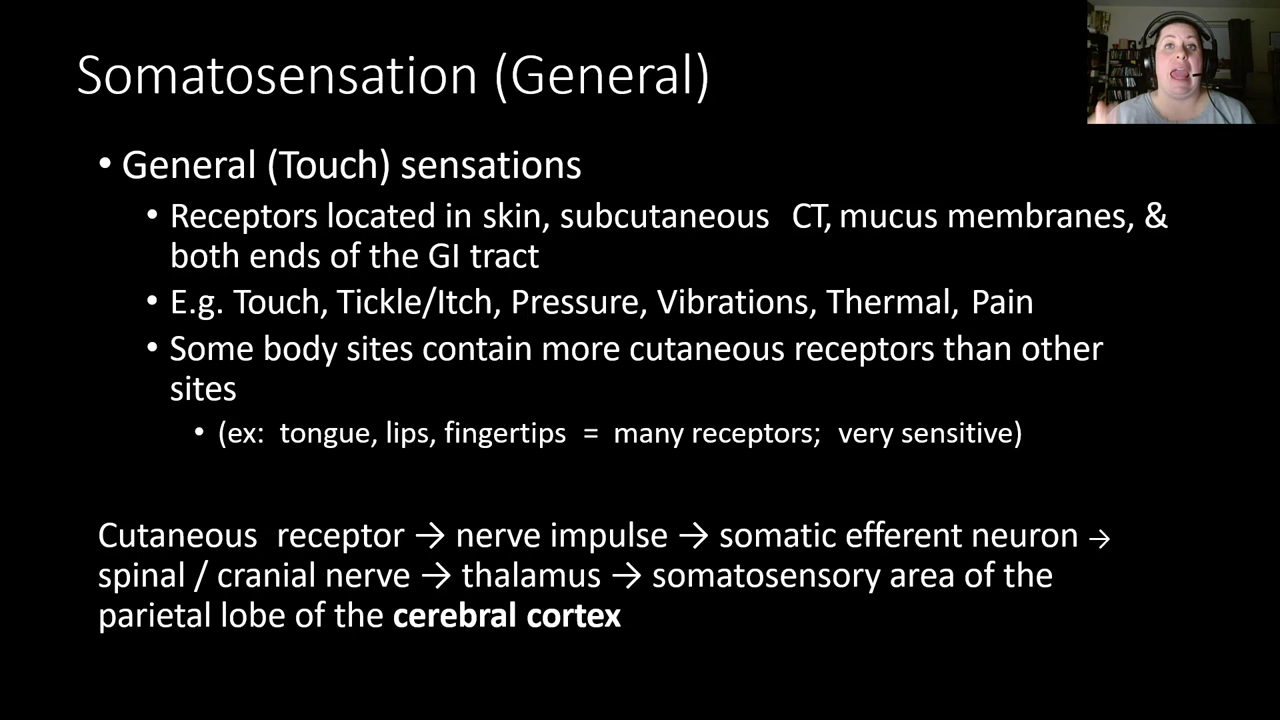 Somatosensation (General)
• General (Touch) sensations
• Receptors located in skin, subcutaneous CT, mucus membranes, &
both ends of the GI tract
• E.g. Touch, Tickle/Itch, Pressure, Vibrations, Thermal, Pain
• Some body sites contain more cutaneous receptors than other
sites
• (ex: tongue, lips, fingertips = many receptors; very sensitive)
Cutaneous receptor → nerve impulse → somatic efferent neuron →
spinal / cranial nerve → thalamus → somatosensory area of the
parietal lobe of the cerebral cortex